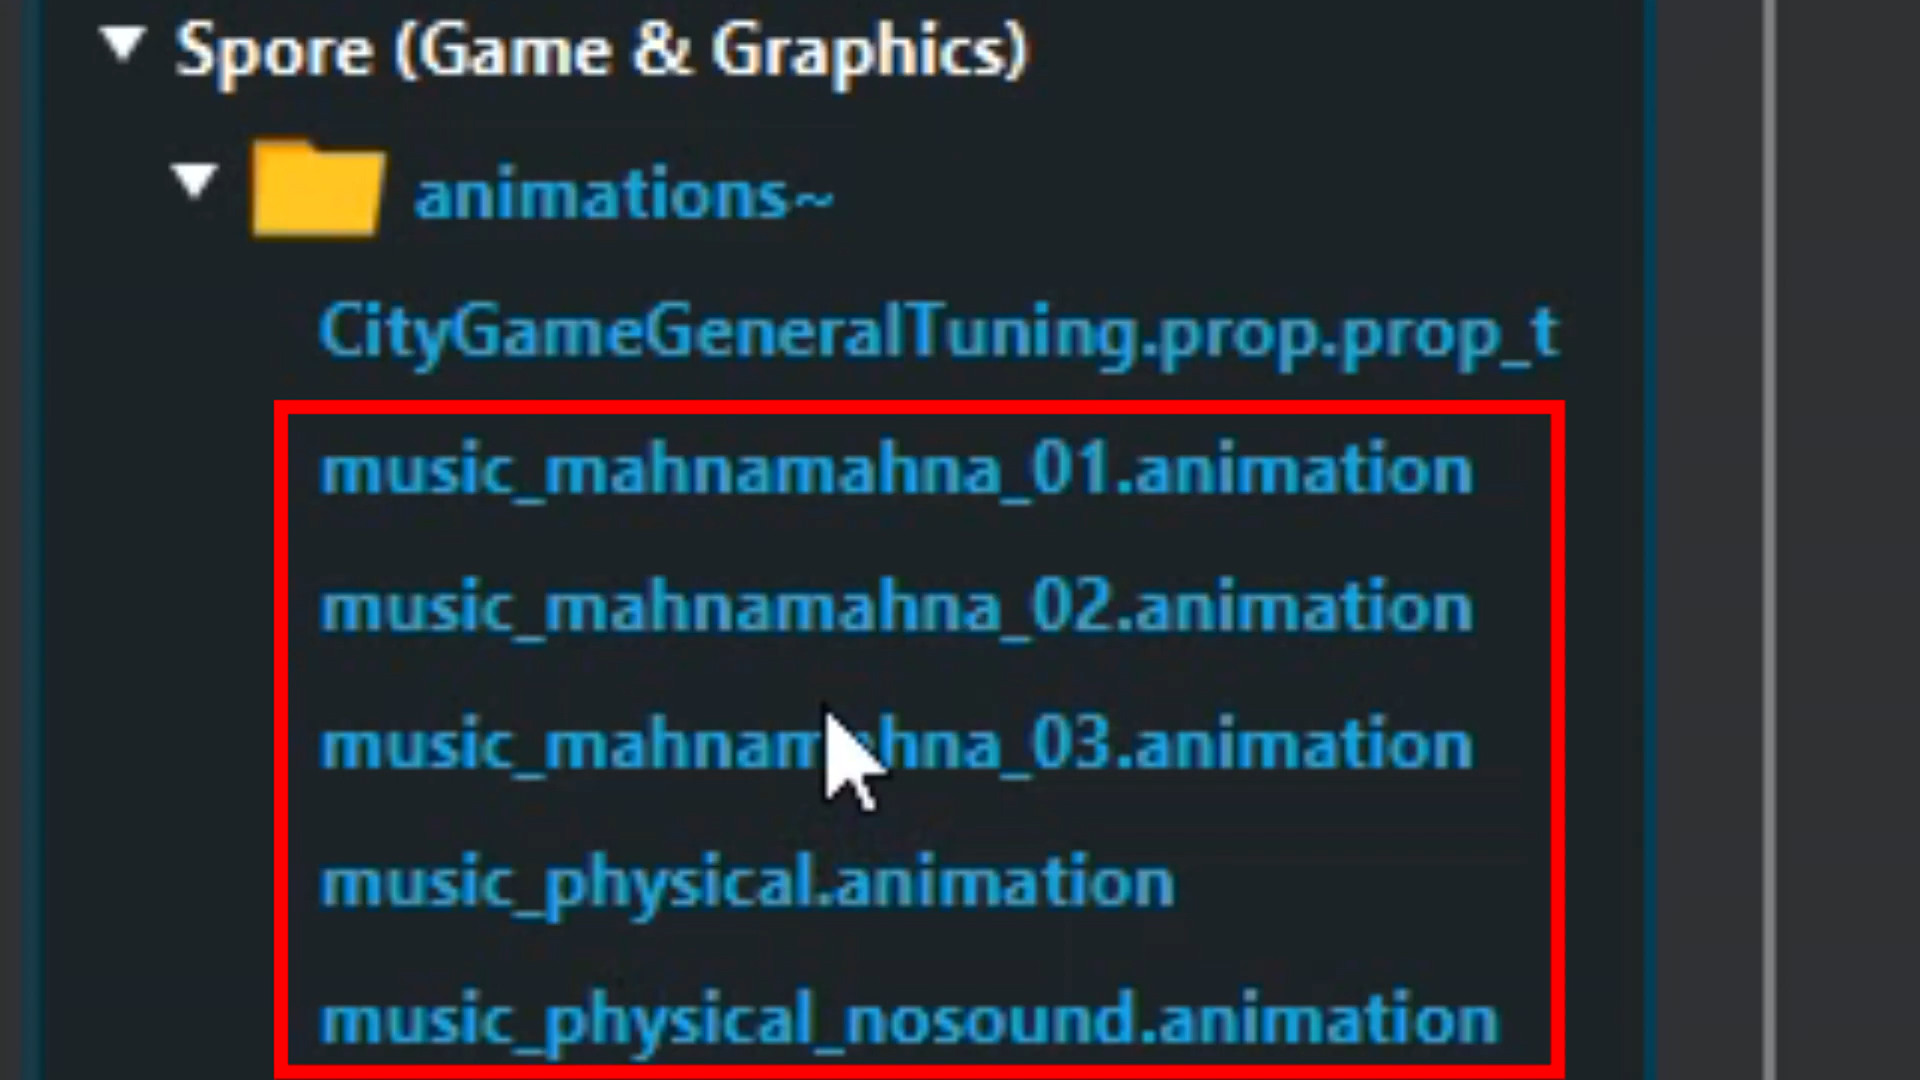 Spore (Game & Graphics)
animations~
CityGameGeneralTuning.prop.prop_t
music_mahnamahna_01.animation
music_mahnamahna_02.animation
music_mahnamahna_03.animation
music_physical.animation
music_physical_nosound.animation